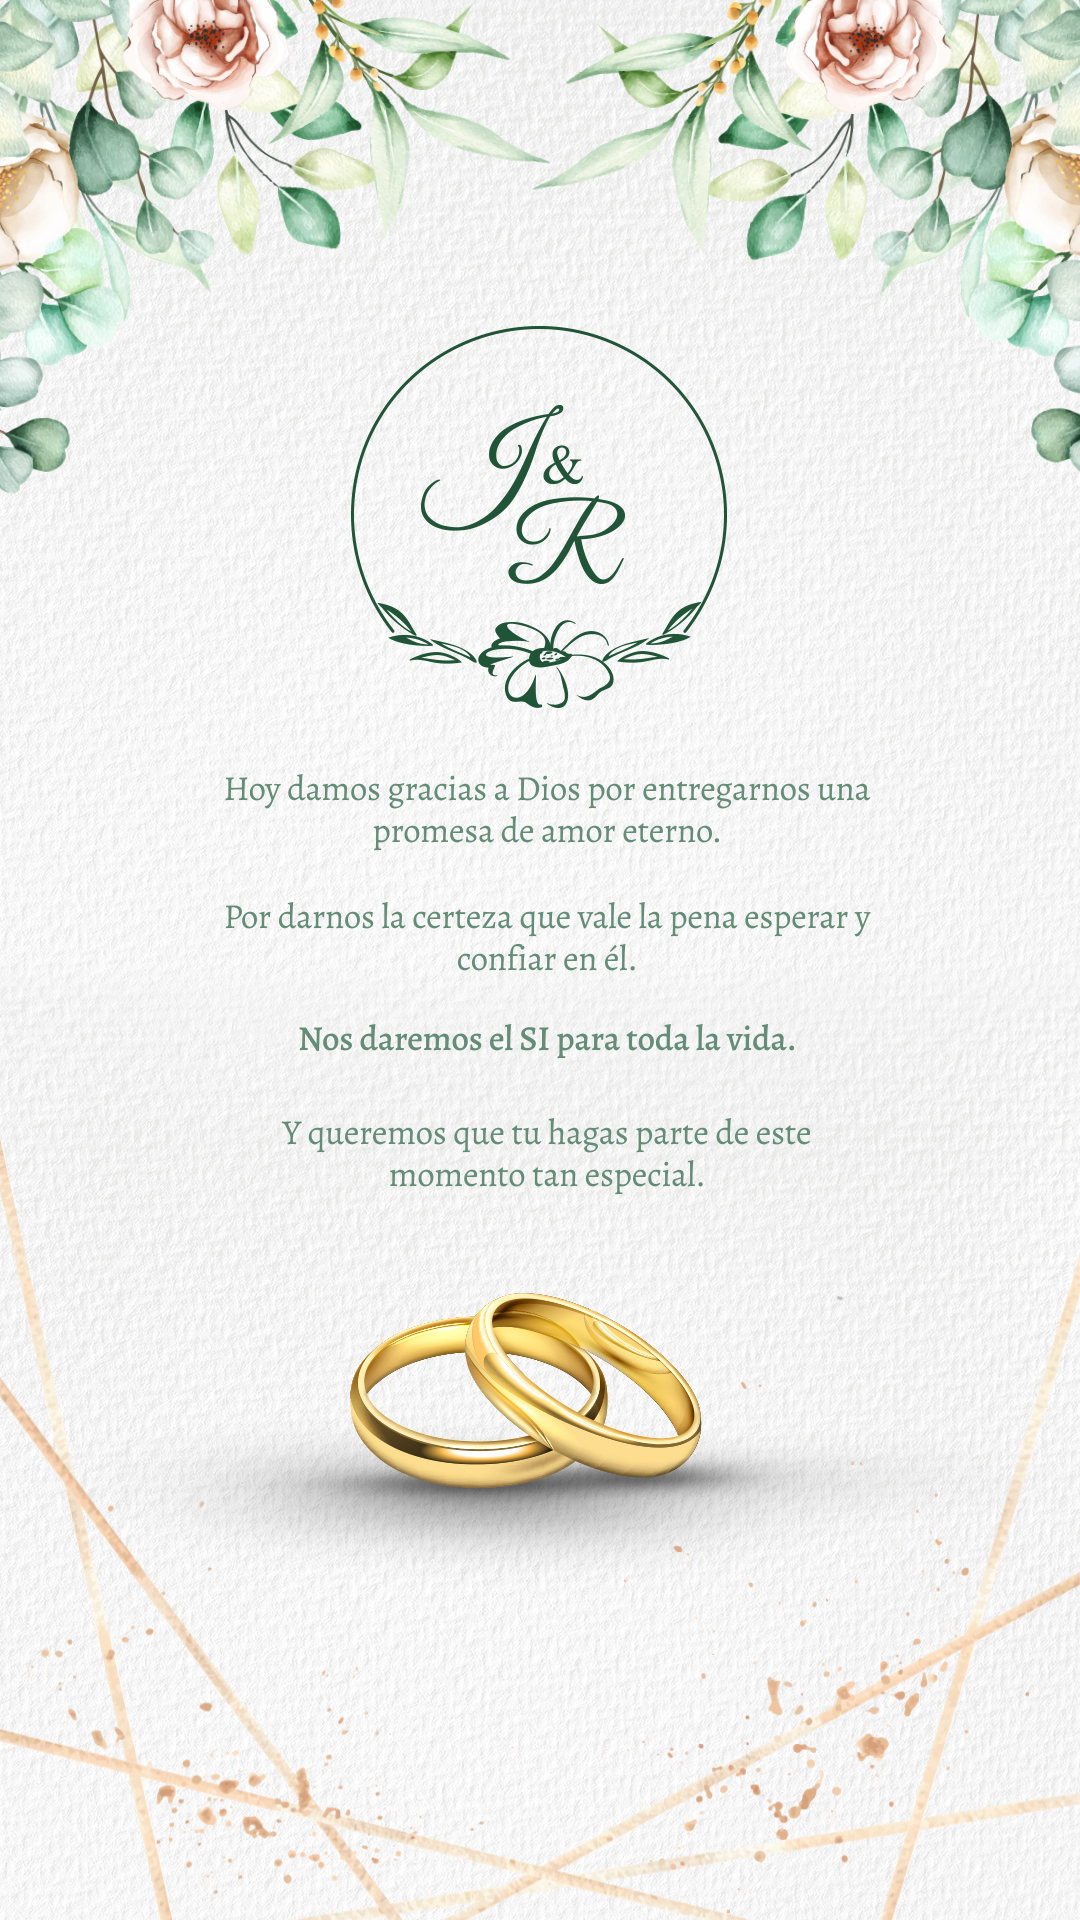 J &
R
Hoy damos gracias a Dios por entregarnos una
promesa de amor eterno.
Por darnos la certeza que vale la pena esperar y
confiar en él.
Nos daremos el SI para toda la vida.
Y queremos que tu hagas parte de este
momento tan especial.